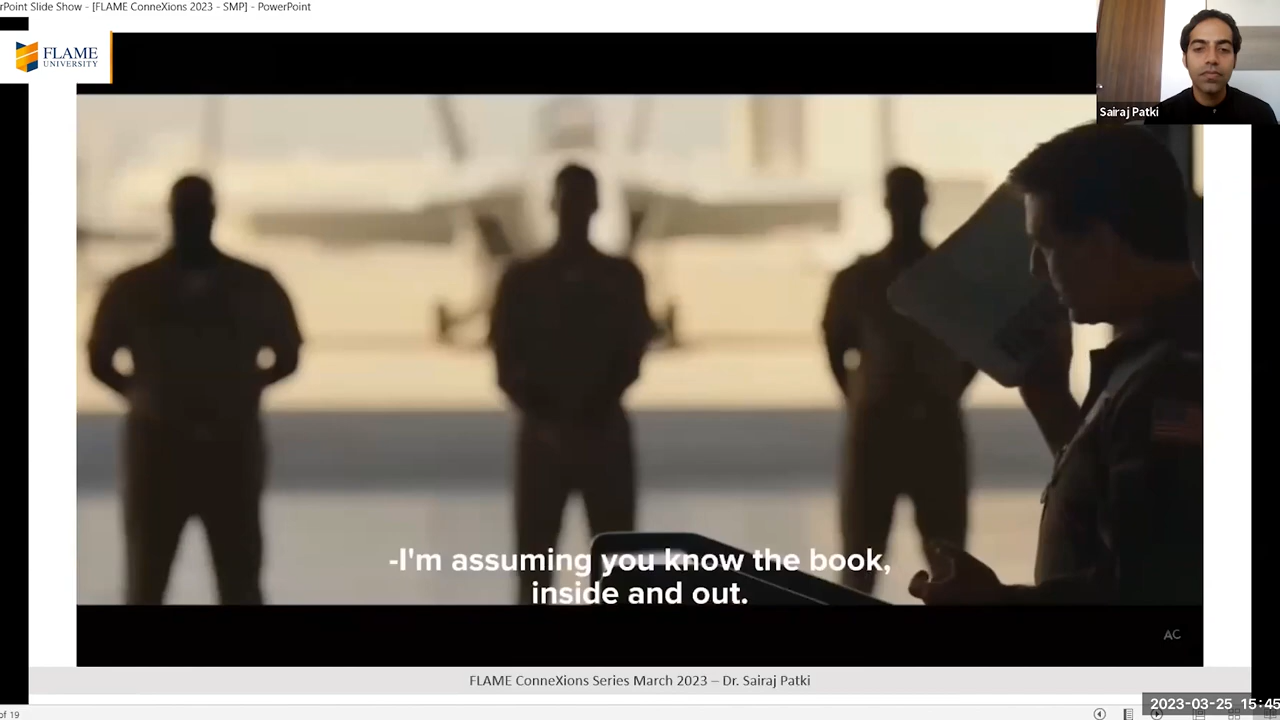 rPoint Slide Show - [FLAME ConneXions 2023 - SMP] - PowerPoint
FLAME
UNIVERSITY
Sairaj Patki
-I'm assuming you know the book,
inside and out.
AC
FLAME ConneXions Series March 2023 – Dr. Sairaj Patki
2023-03-25 15:45
of 19